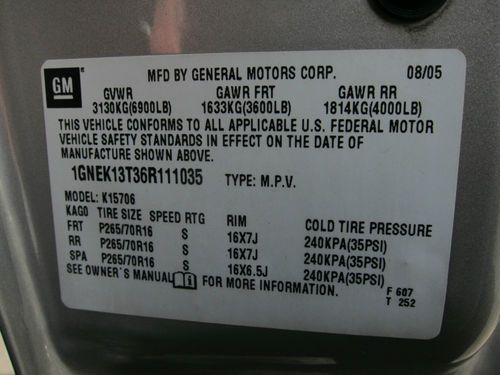 GM
MFD BY GENERAL MOTORS CORP. 08/05
GVWR GAWR FRT GAWR RR
3130KG(6900LB) 1633KG(3600LB) 1814KG(4000LB)
THIS VEHICLE CONFORMS TO ALL APPLICABLE U.S. FEDERAL MOTOR
VEHICLE SAFETY STANDARDS IN EFFECT ON THE DATE OF
MANUFACTURE SHOWN ABOVE.
1GNEK13T36R111035 TYPE: M.P.V.
MODEL: K15706
KAG0 TIRE SIZE SPEED RTG RIM COLD TIRE PRESSURE
FRT P265/70R16 S 16X7J 240KPA(35PSI)
RR P265/70R16 S 16X7J 240KPA(35PSI)
SPA P265/70R16 S 16X6.5J 240KPA(35PSI)
SEE OWNER'S MANUAL FOR MORE INFORMATION.
F 607
T 252